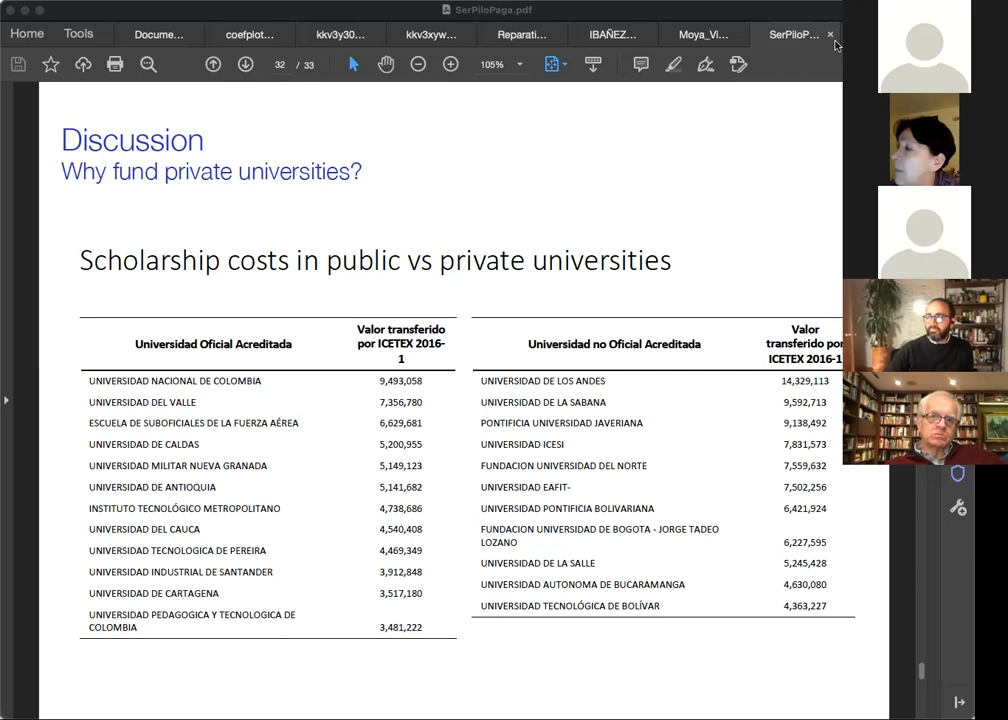 SerPiloPaga.pdf
Home Tools Docume... coefplot... kkv3y30... kkv3xyw... Reparati... IBAÑEZ... Moya_Vi... SerPiloP... ×
32 / 33 105%
Discussion
Why fund private universities?
Scholarship costs in public vs private universities
Universidad Oficial Acreditada
Valor transferido
por ICETEX 2016-
1
UNIVERSIDAD NACIONAL DE COLOMBIA 9,493,058
UNIVERSIDAD DEL VALLE 7,356,780
ESCUELA DE SUBOFICIALES DE LA FUERZA AÉREA 6,629,681
UNIVERSIDAD DE CALDAS 5,200,955
UNIVERSIDAD MILITAR NUEVA GRANADA 5,149,123
UNIVERSIDAD DE ANTIOQUIA 5,141,682
INSTITUTO TECNOLÓGICO METROPOLITANO 4,738,686
UNIVERSIDAD DEL CAUCA 4,540,408
UNIVERSIDAD TECNOLOGICA DE PEREIRA 4,469,349
UNIVERSIDAD INDUSTRIAL DE SANTANDER 3,912,848
UNIVERSIDAD DE CARTAGENA 3,517,180
UNIVERSIDAD PEDAGOGICA Y TECNOLOGICA DE
COLOMBIA 3,481,222
Universidad no Oficial Acreditada
Valor
transferido por
ICETEX 2016-1
UNIVERSIDAD DE LOS ANDES 14,329,113
UNIVERSIDAD DE LA SABANA 9,592,713
PONTIFICIA UNIVERSIDAD JAVERIANA 9,138,492
UNIVERSIDAD ICESI 7,831,573
FUNDACION UNIVERSIDAD DEL NORTE 7,559,632
UNIVERSIDAD EAFIT- 7,502,256
UNIVERSIDAD PONTIFICIA BOLIVARIANA 6,421,924
FUNDACION UNIVERSIDAD DE BOGOTA - JORGE TADEO
LOZANO 6,227,595
UNIVERSIDAD DE LA SALLE 5,245,428
UNIVERSIDAD AUTONOMA DE BUCARAMANGA 4,630,080
UNIVERSIDAD TECNOLÓGICA DE BOLÍVAR 4,363,227